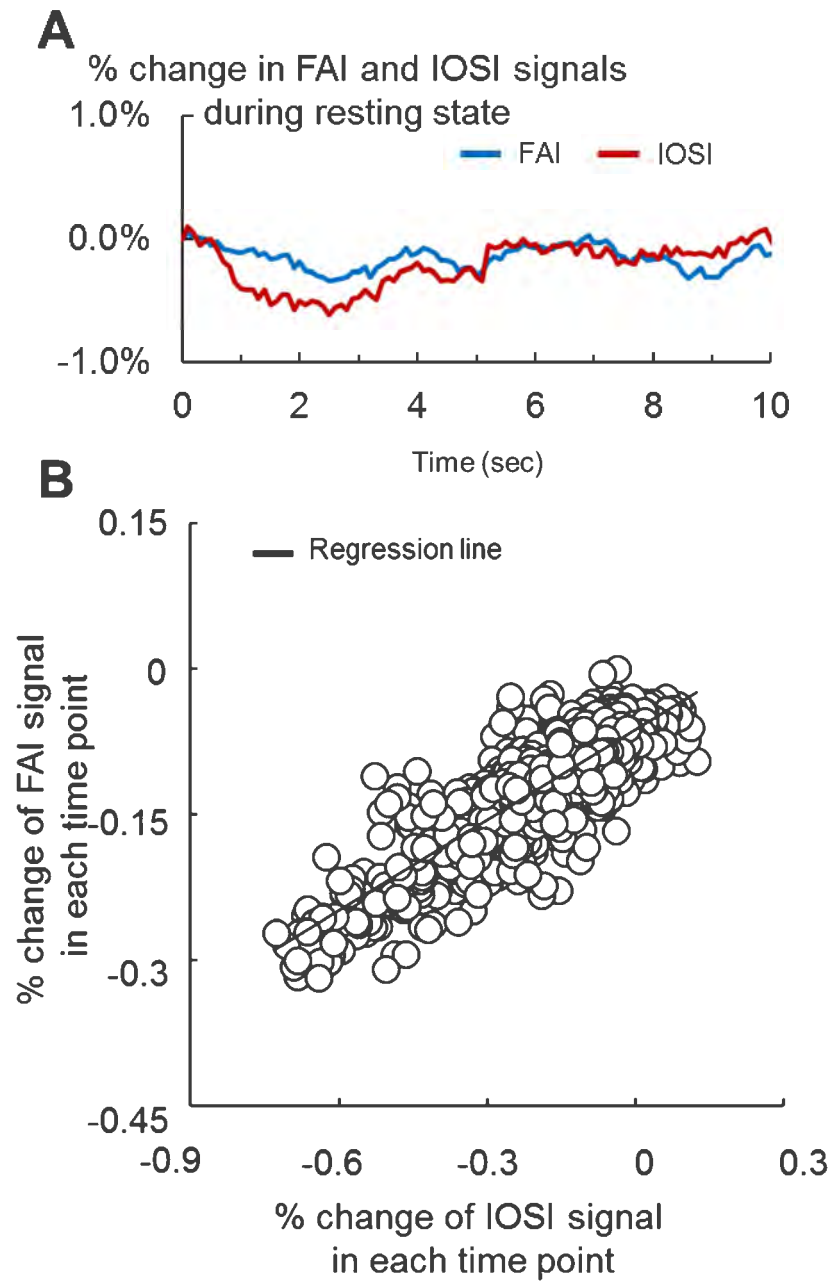 A
% change in FAI and IOSI signals
during resting state
1.0%
FAI
IOSI
0.0%
-1.0%
0 2 4 6 8 10
Time (sec)
B
0.15
Regression line
0
-0.15
-0.3
-0.45
% change of FAI signal
in each time point
-0.9 -0.6 -0.3 0 0.3
% change of IOSI signal
in each time point